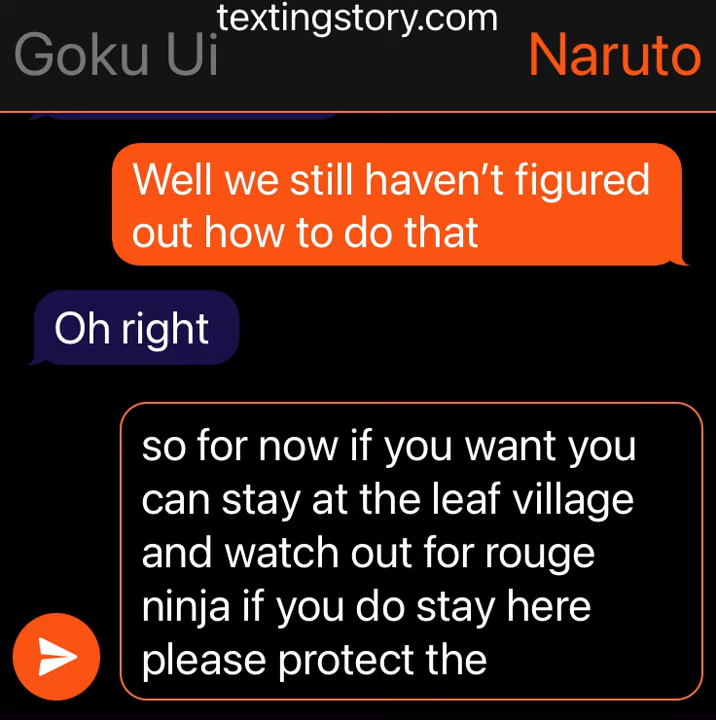 textingstory.com
Goku Ui
Naruto
Well we still haven’t figured
out how to do that
Oh right
so for now if you want you
can stay at the leaf village
and watch out for rouge
ninja if you do stay here
please protect the